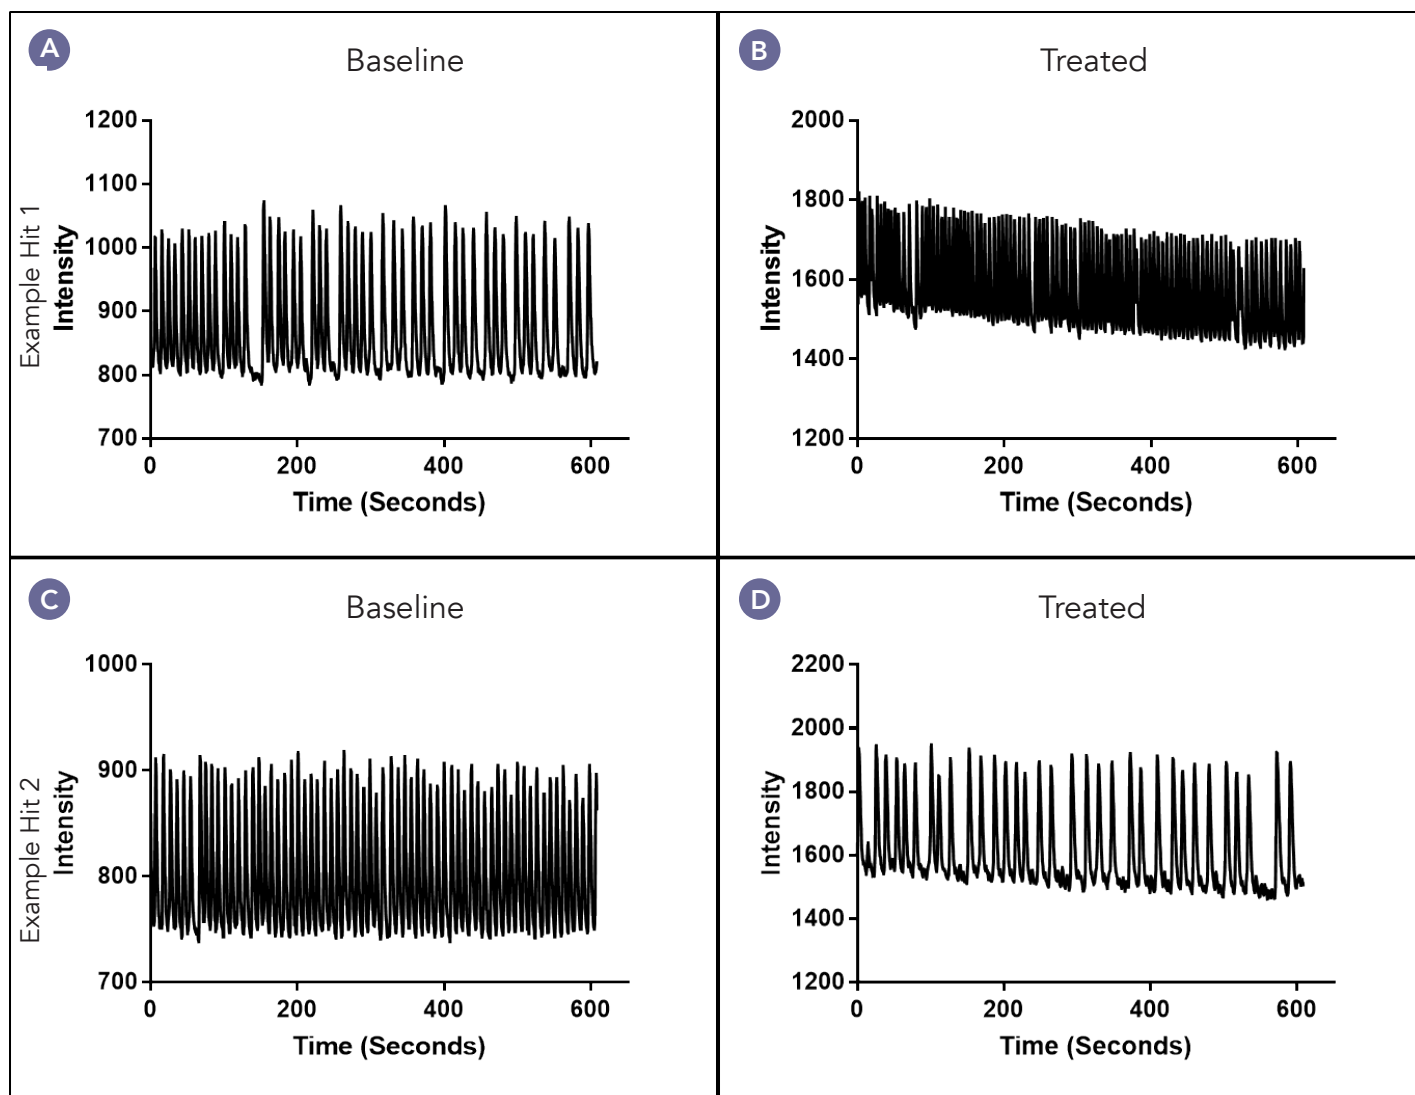 A
Baseline
Example Hit 1
Intensity
1200
1100
1000
900
800
700
0 200 400 600
Time (Seconds)
B
Treated
Intensity
2000
1800
1600
1400
1200
0 200 400 600
Time (Seconds)
C
Baseline
Example Hit 2
Intensity
1000
900
800
700
0 200 400 600
Time (Seconds)
D
Treated
Intensity
2200
2000
1800
1600
1400
1200
0 200 400 600
Time (Seconds)